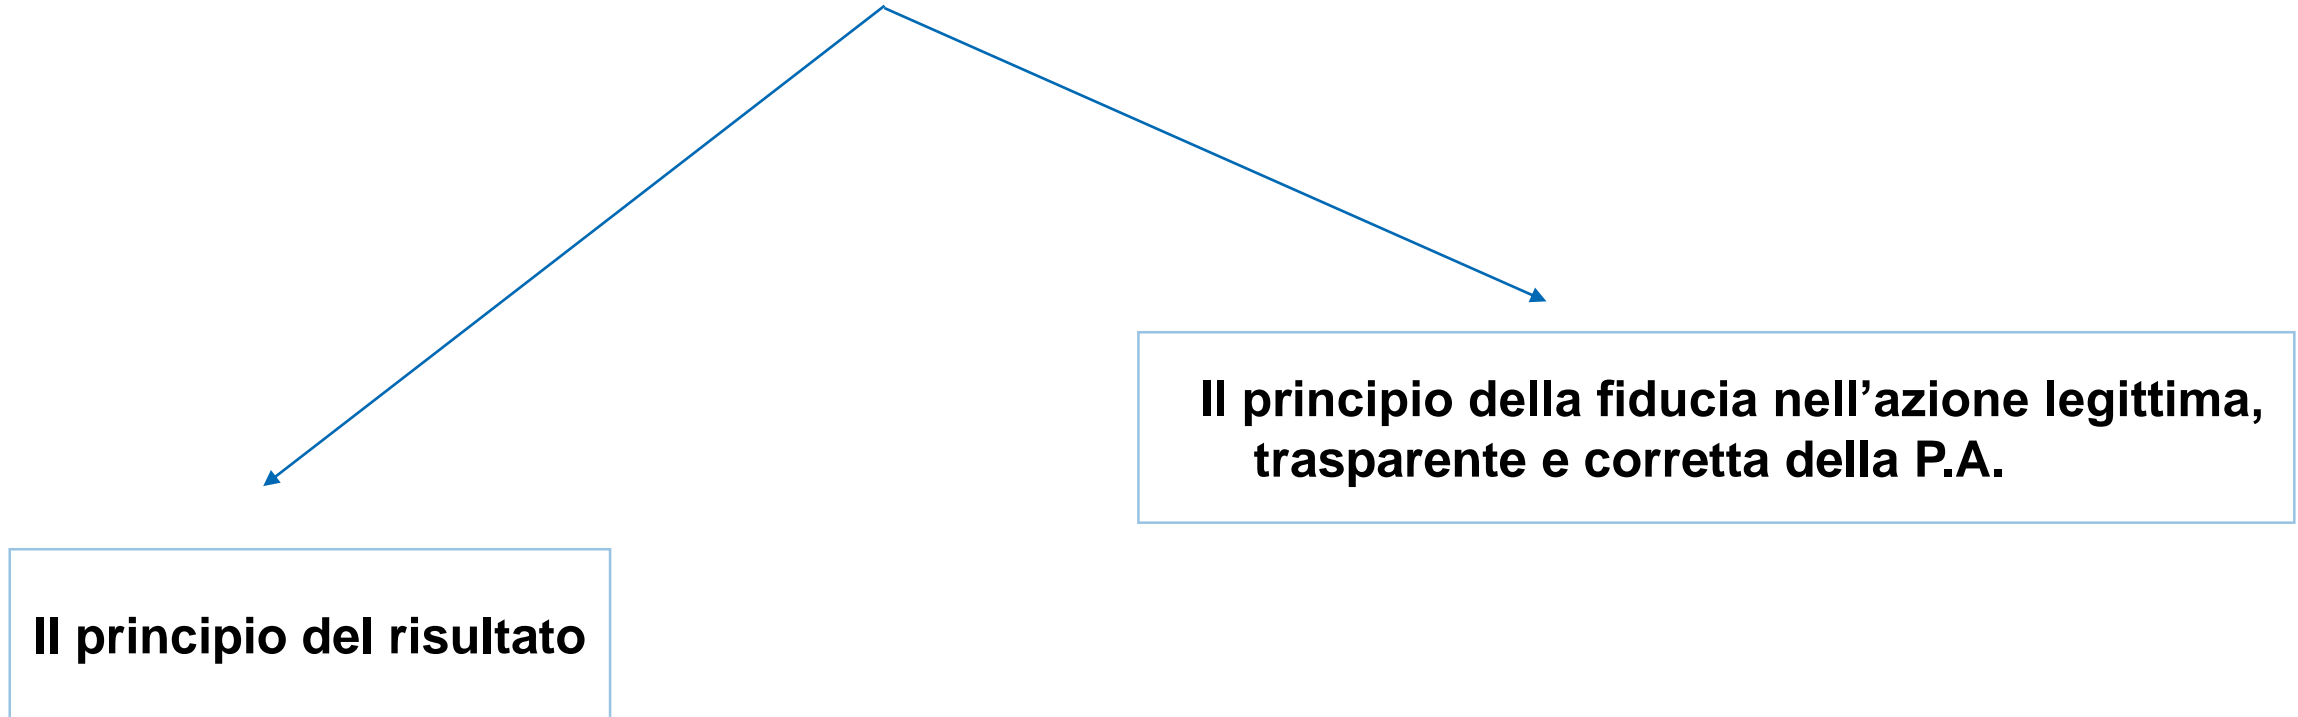 Il principio della fiducia nell’azione legittima,
trasparente e corretta della P.A.
Il principio del risultato